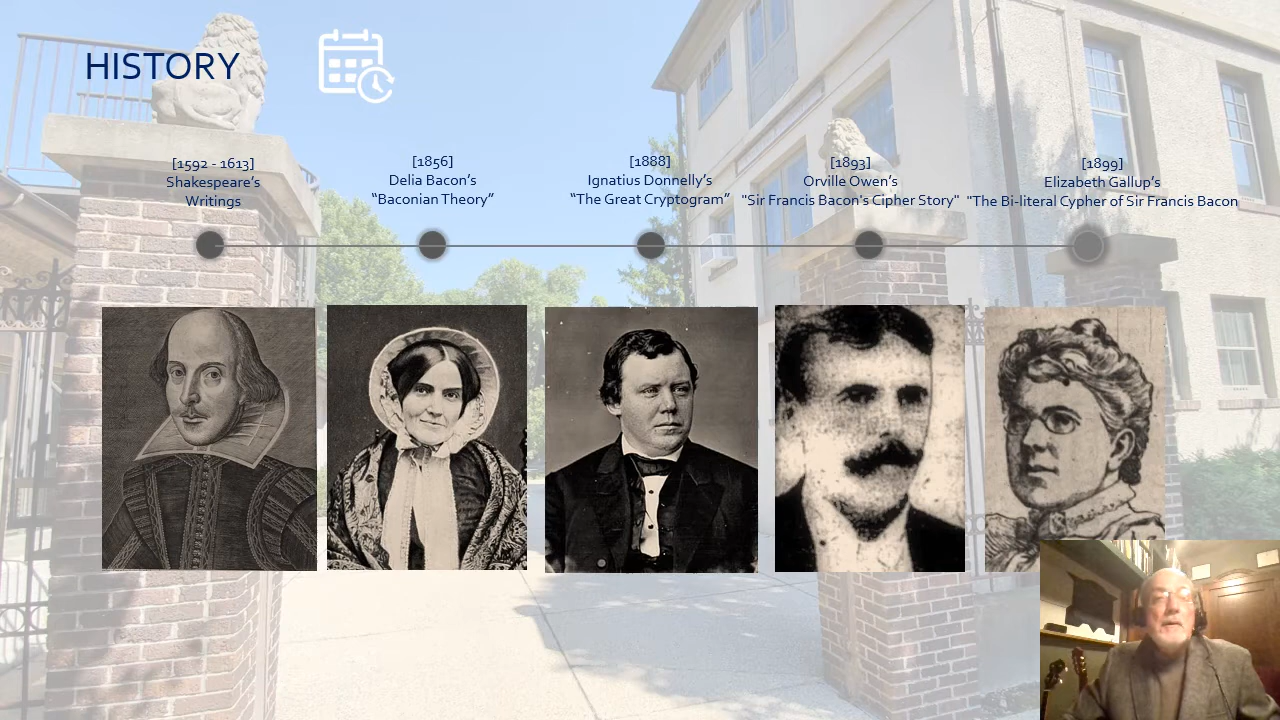 HISTORY
[1592 - 1613]
Shakespeare's
Writings
[1856]
Delia Bacon's
“Baconian Theory”
[1888]
Ignatius Donnelly's
“The Great Cryptogram”
[1893]
Orville Owen's
"Sir Francis Bacon's Cipher Story"
[1899]
Elizabeth Gallup's
"The Bi-literal Cypher of Sir Francis Bacon